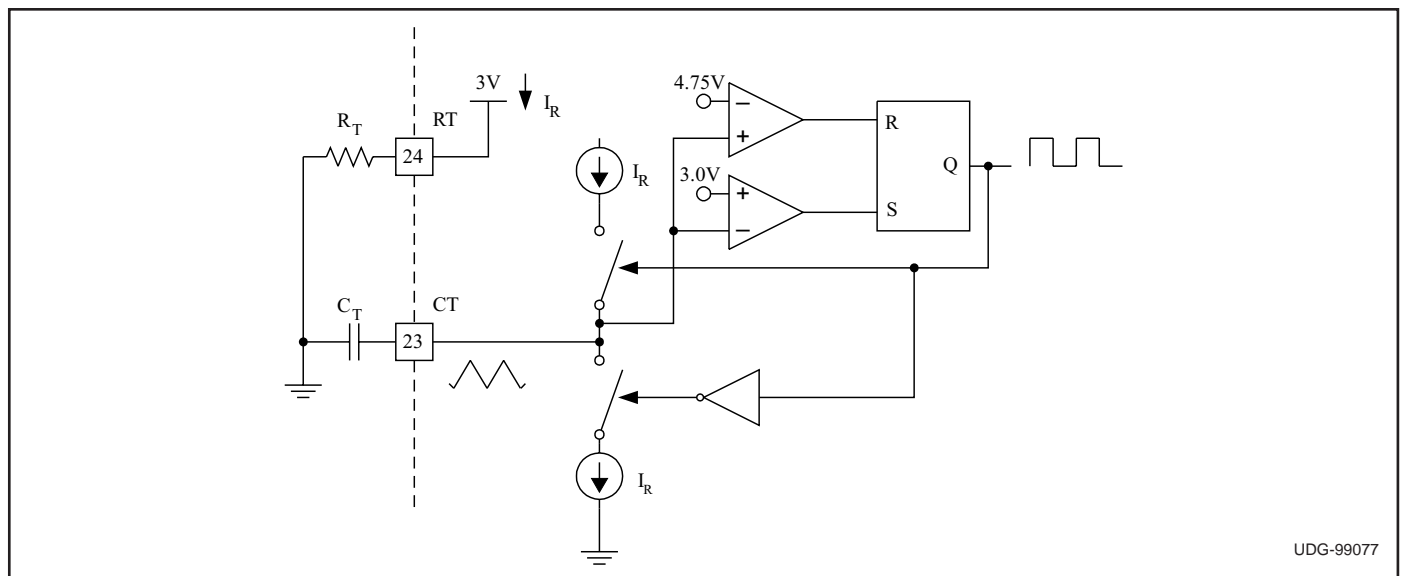 3V
I_R
R_T
RT
24
4.75V
−
+
R
I_R
3.0V
+
−
Q
S
C_T
CT
23
I_R
UDG-99077